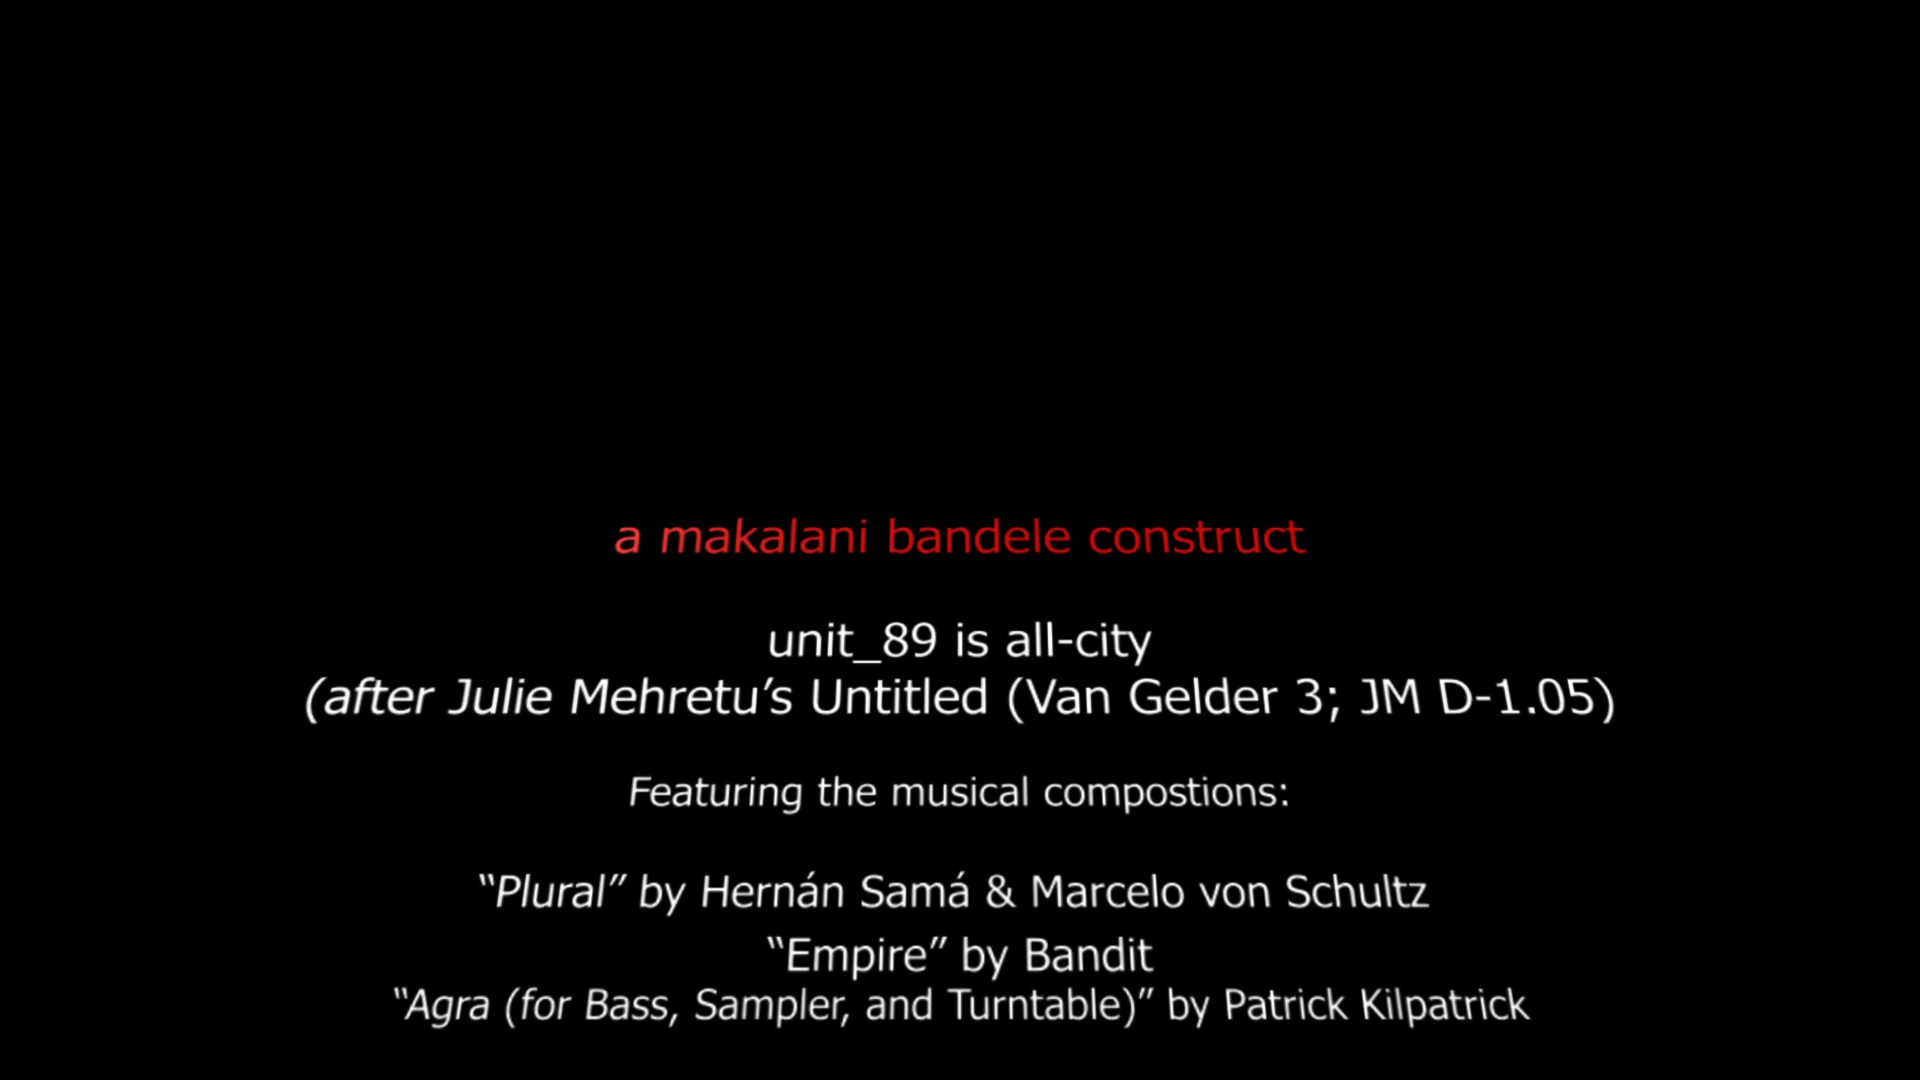 a makalani bandele construct
unit_89 is all-city
(after Julie Mehretu’s Untitled (Van Gelder 3; JM D-1.05)
Featuring the musical compostions:
“Plural” by Hernán Samá & Marcelo von Schultz
“Empire” by Bandit
“Agra (for Bass, Sampler, and Turntable)” by Patrick Kilpatrick